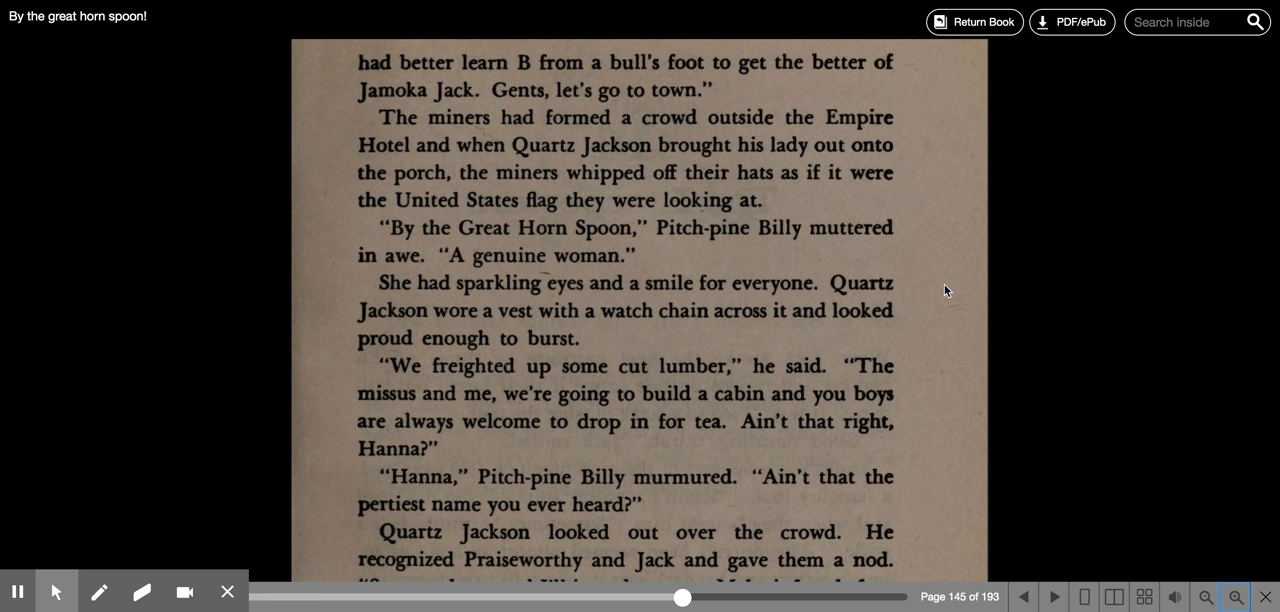 By the great horn spoon!
Return Book
PDF/ePub
Search inside
had better learn B from a bull's foot to get the better of
Jamoka Jack. Gents, let's go to town."
The miners had formed a crowd outside the Empire
Hotel and when Quartz Jackson brought his lady out onto
the porch, the miners whipped off their hats as if it were
the United States flag they were looking at.
"By the Great Horn Spoon," Pitch-pine Billy muttered
in awe. "A genuine woman."
She had sparkling eyes and a smile for everyone. Quartz
Jackson wore a vest with a watch chain across it and looked
proud enough to burst.
"We freighted up some cut lumber," he said. "The
missus and me, we're going to build a cabin and you boys
are always welcome to drop in for tea. Ain't that right,
Hanna?"
"Hanna," Pitch-pine Billy murmured. "Ain't that the
pertiest name you ever heard?"
Quartz Jackson looked out over the crowd. He
recognized Praiseworthy and Jack and gave them a nod.
Page 145 of 193